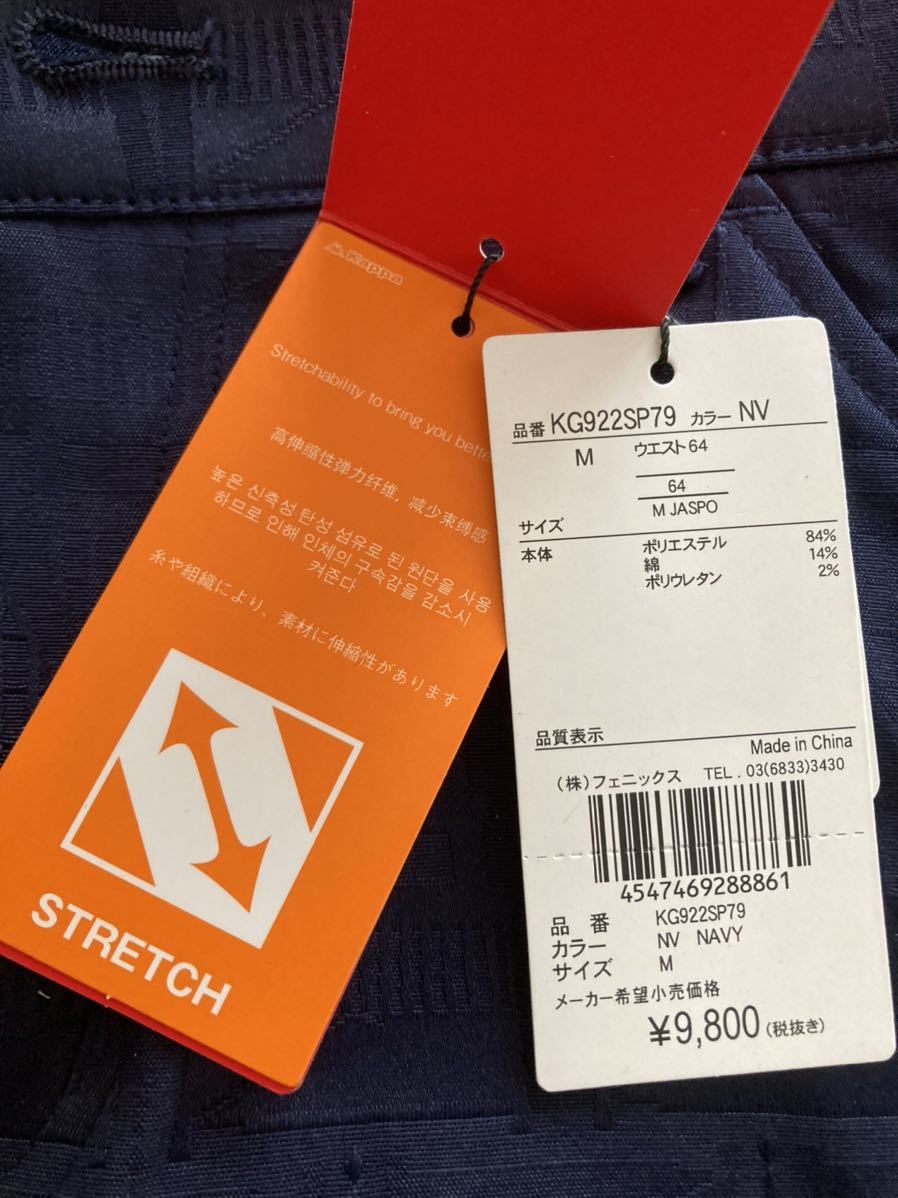 Kappa
Stretchability to bring you bette
高伸缩性弹力纤维，减少束缚感
높은 신축성 탄성 섬유로 된 원단을 사용
하므로 인해 인체의 구속감을 감소시
켜준다
糸や組織により、素材に伸縮性があります
STRETCH
品番 KG922SP79 カラー NV
M ウエスト64
64
M JASPO
サイズ
本体 ポリエステル 84%
綿 14%
ポリウレタン 2%
品質表示
Made in China
（株）フェニックス TEL . 03(6833)3430
4547469288861
品 番 KG922SP79
カラー NV NAVY
サイズ M
メーカー希望小売価格
¥9,800（税抜き）